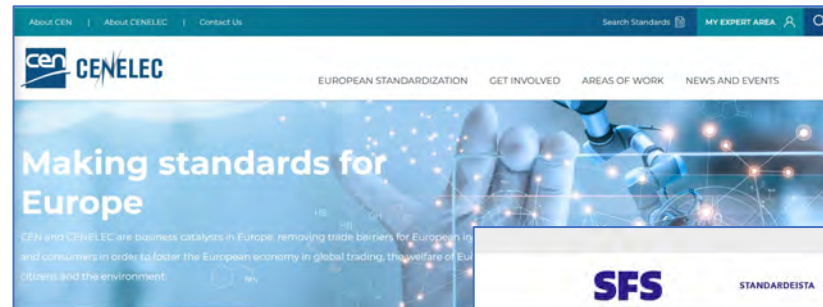 About CEN | About CENELEC | Contact Us
Search Standards
MY EXPERT AREA
cen CENELEC
EUROPEAN STANDARDIZATION GET INVOLVED AREAS OF WORK NEWS AND EVENTS
Making standards for
Europe
CEN and CENELEC are business catalysts in Europe, removing trade barriers for European in
and consumers in order to foster the European economy in global trading, the welfare of Eu
citizens and the environment.
SFS
STANDARDEISTA